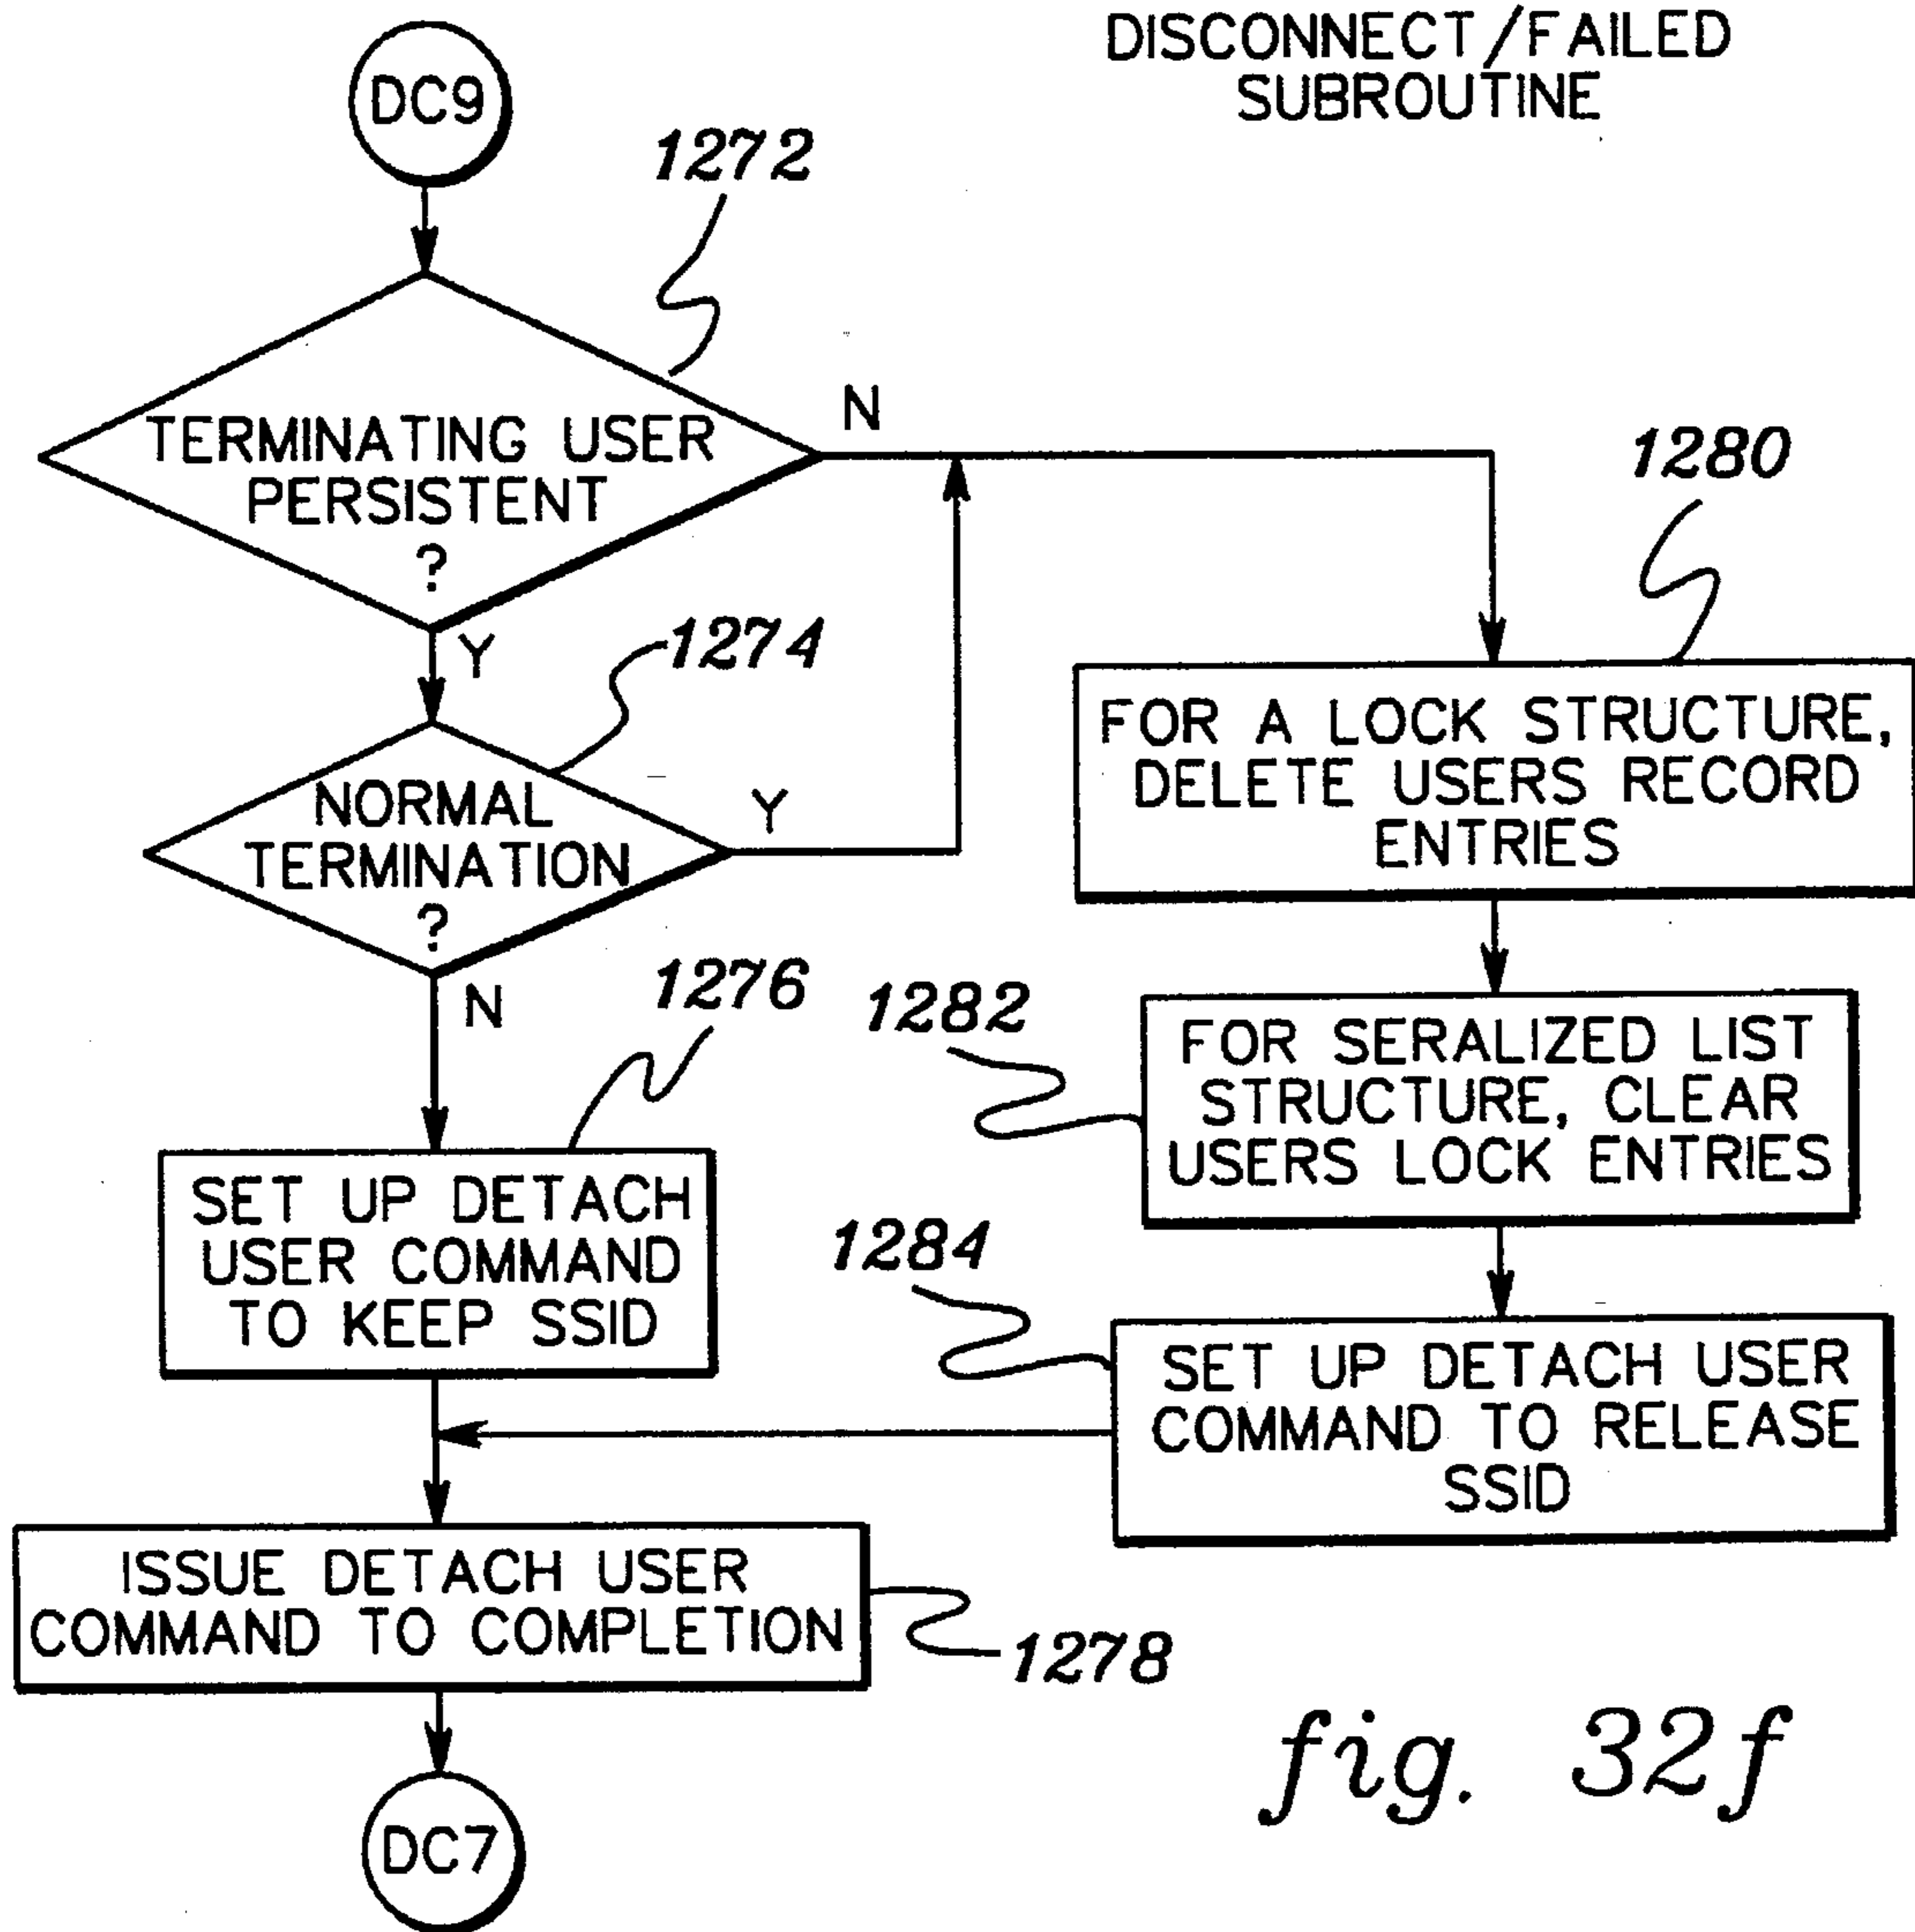 DISCONNECT/FAILED
SUBROUTINE
DC9
1272
TERMINATING USER
PERSISTENT
?
N
Y
1274
NORMAL
TERMINATION
?
Y
N
1276
SET UP DETACH
USER COMMAND
TO KEEP SSID
1280
FOR A LOCK STRUCTURE,
DELETE USERS RECORD
ENTRIES
1282
FOR SERALIZED LIST
STRUCTURE, CLEAR
USERS LOCK ENTRIES
1284
SET UP DETACH USER
COMMAND TO RELEASE
SSID
ISSUE DETACH USER
COMMAND TO COMPLETION
1278
DC7
fig. 32f